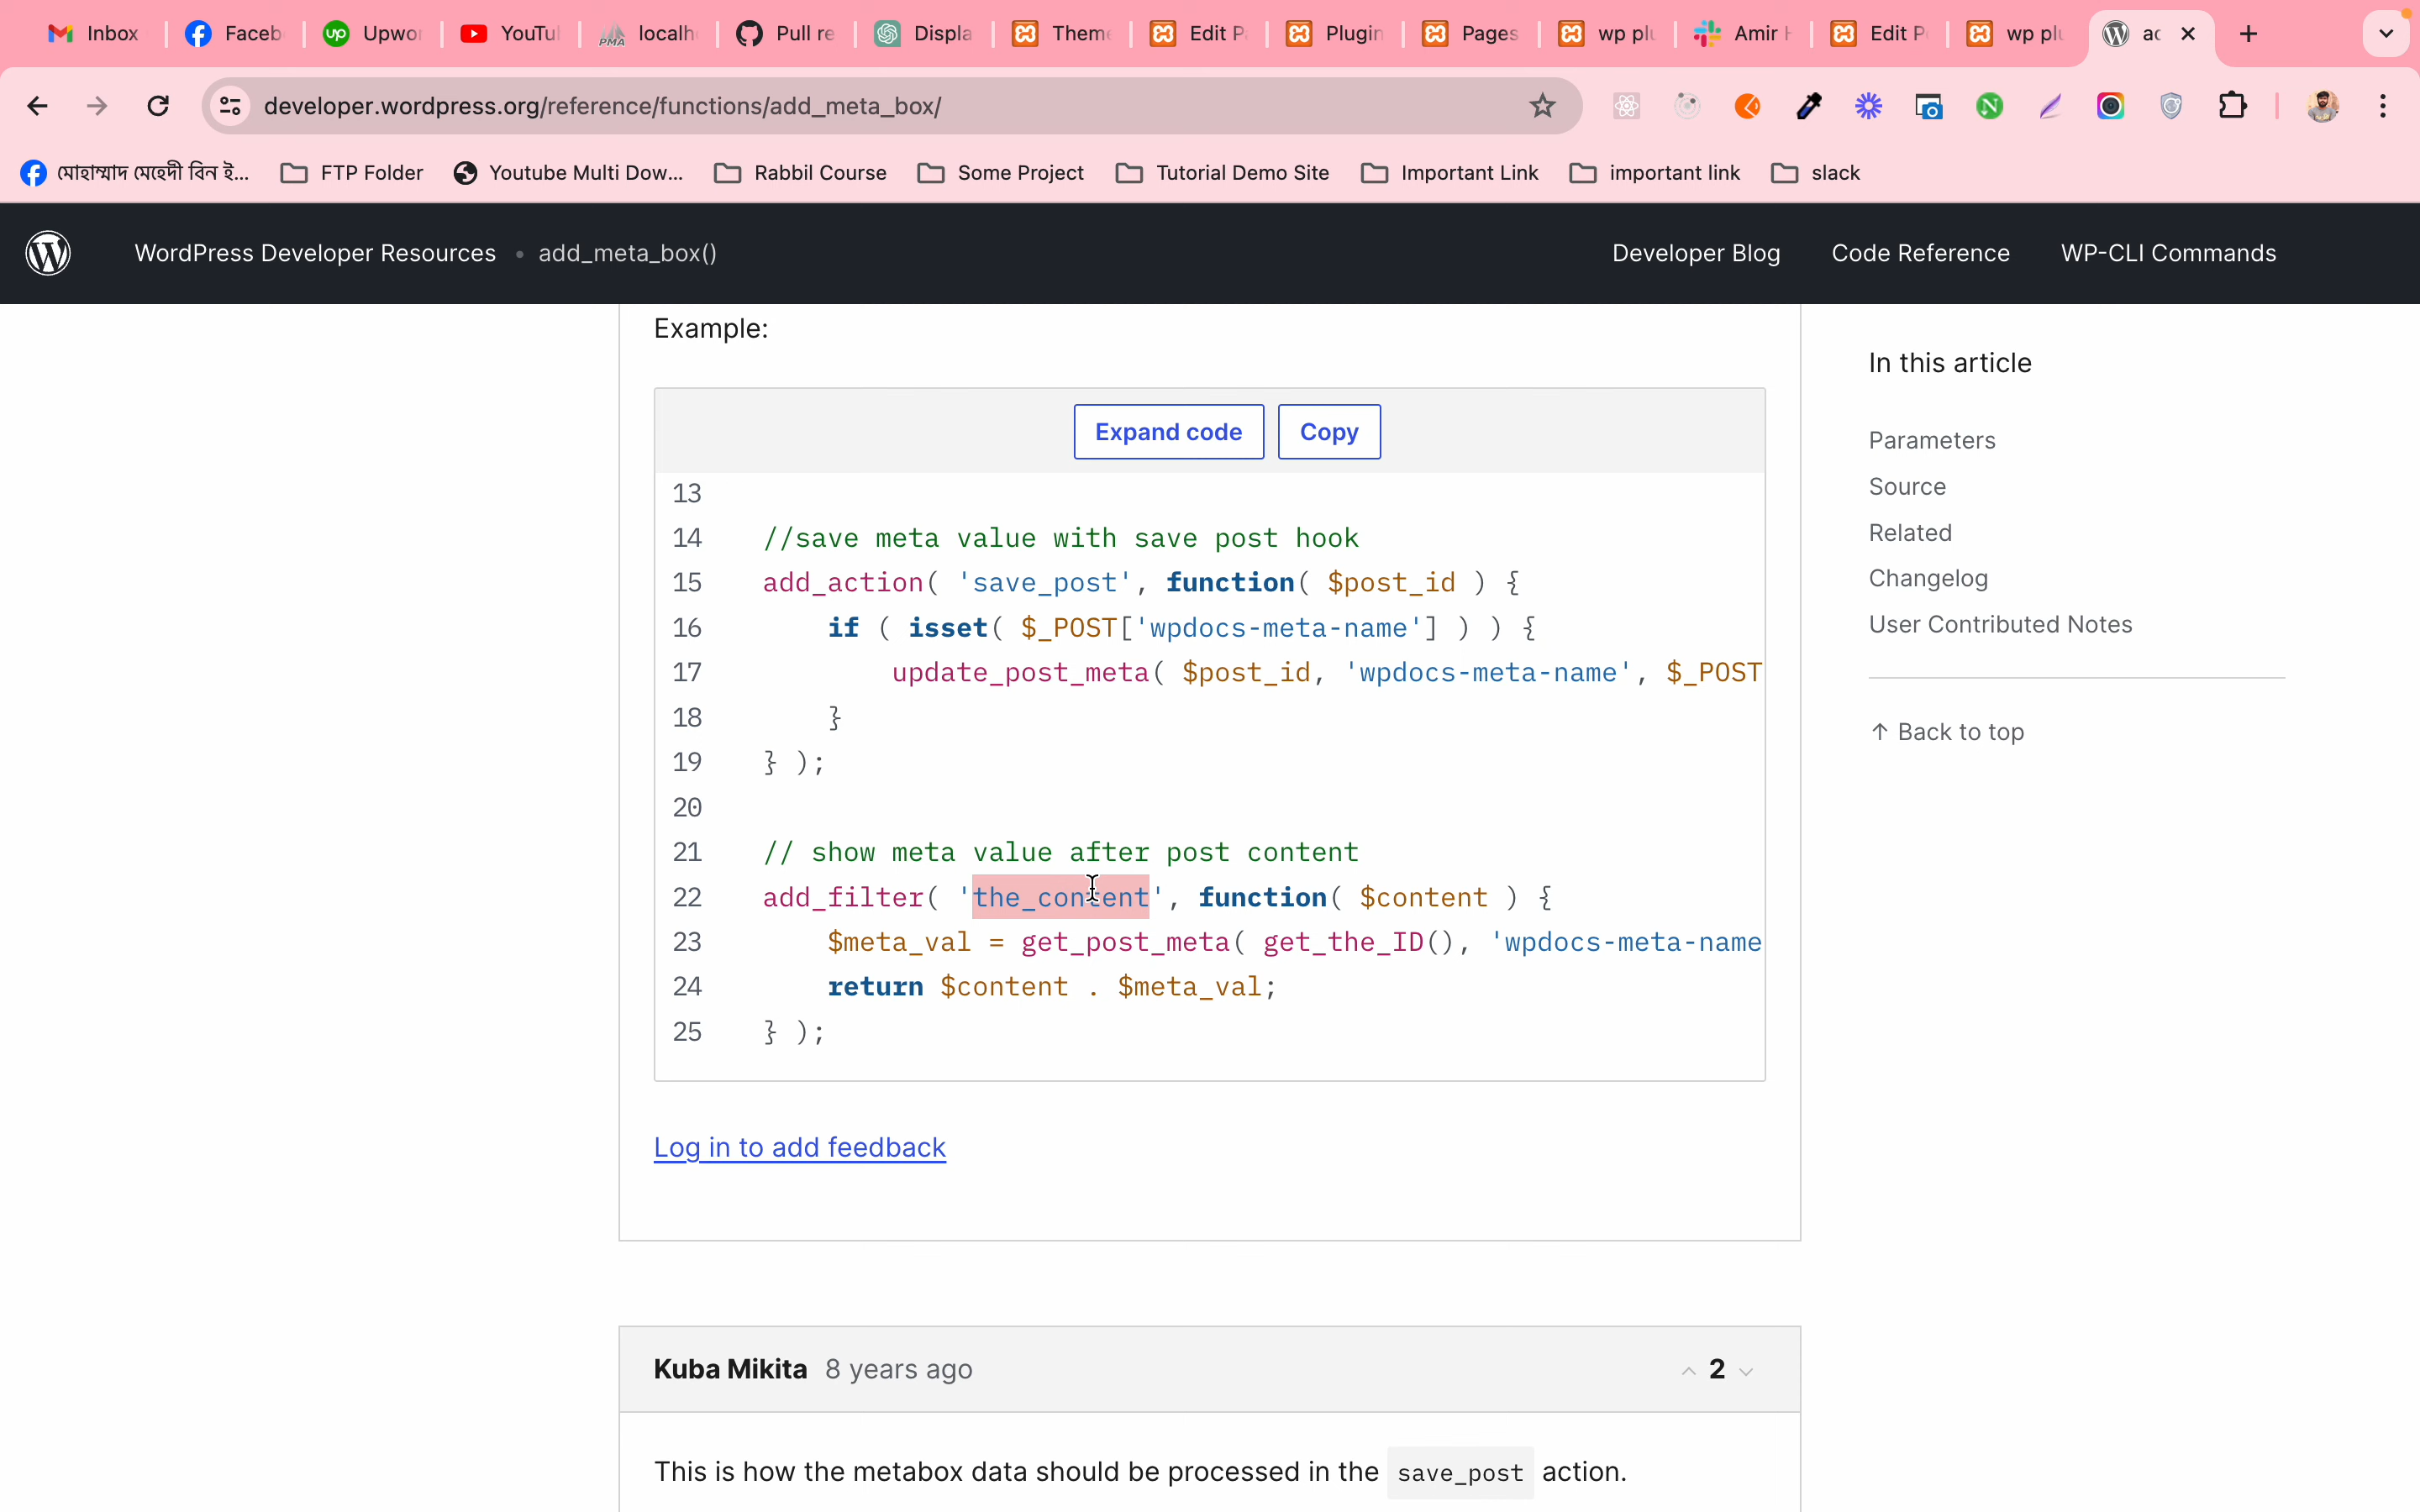 Inbox Faceb Upwo YouTu localh Pull re Displa Them Edit P Plugin Pages wp plu Amir H Edit P wp plu ac
developer.wordpress.org/reference/functions/add_meta_box/
মোহাম্মাদ মেহেদী বিন ই... FTP Folder Youtube Multi Dow... Rabbil Course Some Project Tutorial Demo Site Important Link important link slack
WordPress Developer Resources • add_meta_box() Developer Blog Code Reference WP-CLI Commands
Example:
Expand code Copy
13
14 //save meta value with save post hook
15 add_action( 'save_post', function( $post_id ) {
16 if ( isset( $_POST['wpdocs-meta-name'] ) ) {
17 update_post_meta( $post_id, 'wpdocs-meta-name', $_POST
18 }
19 } );
20
21 // show meta value after post content
22 add_filter( 'the_content', function( $content ) {
23 $meta_val = get_post_meta( get_the_ID(), 'wpdocs-meta-name
24 return $content . $meta_val;
25 } );
Log in to add feedback
Kuba Mikita 8 years ago 2
This is how the metabox data should be processed in the save_post action.
In this article
Parameters
Source
Related
Changelog
User Contributed Notes
↑ Back to top